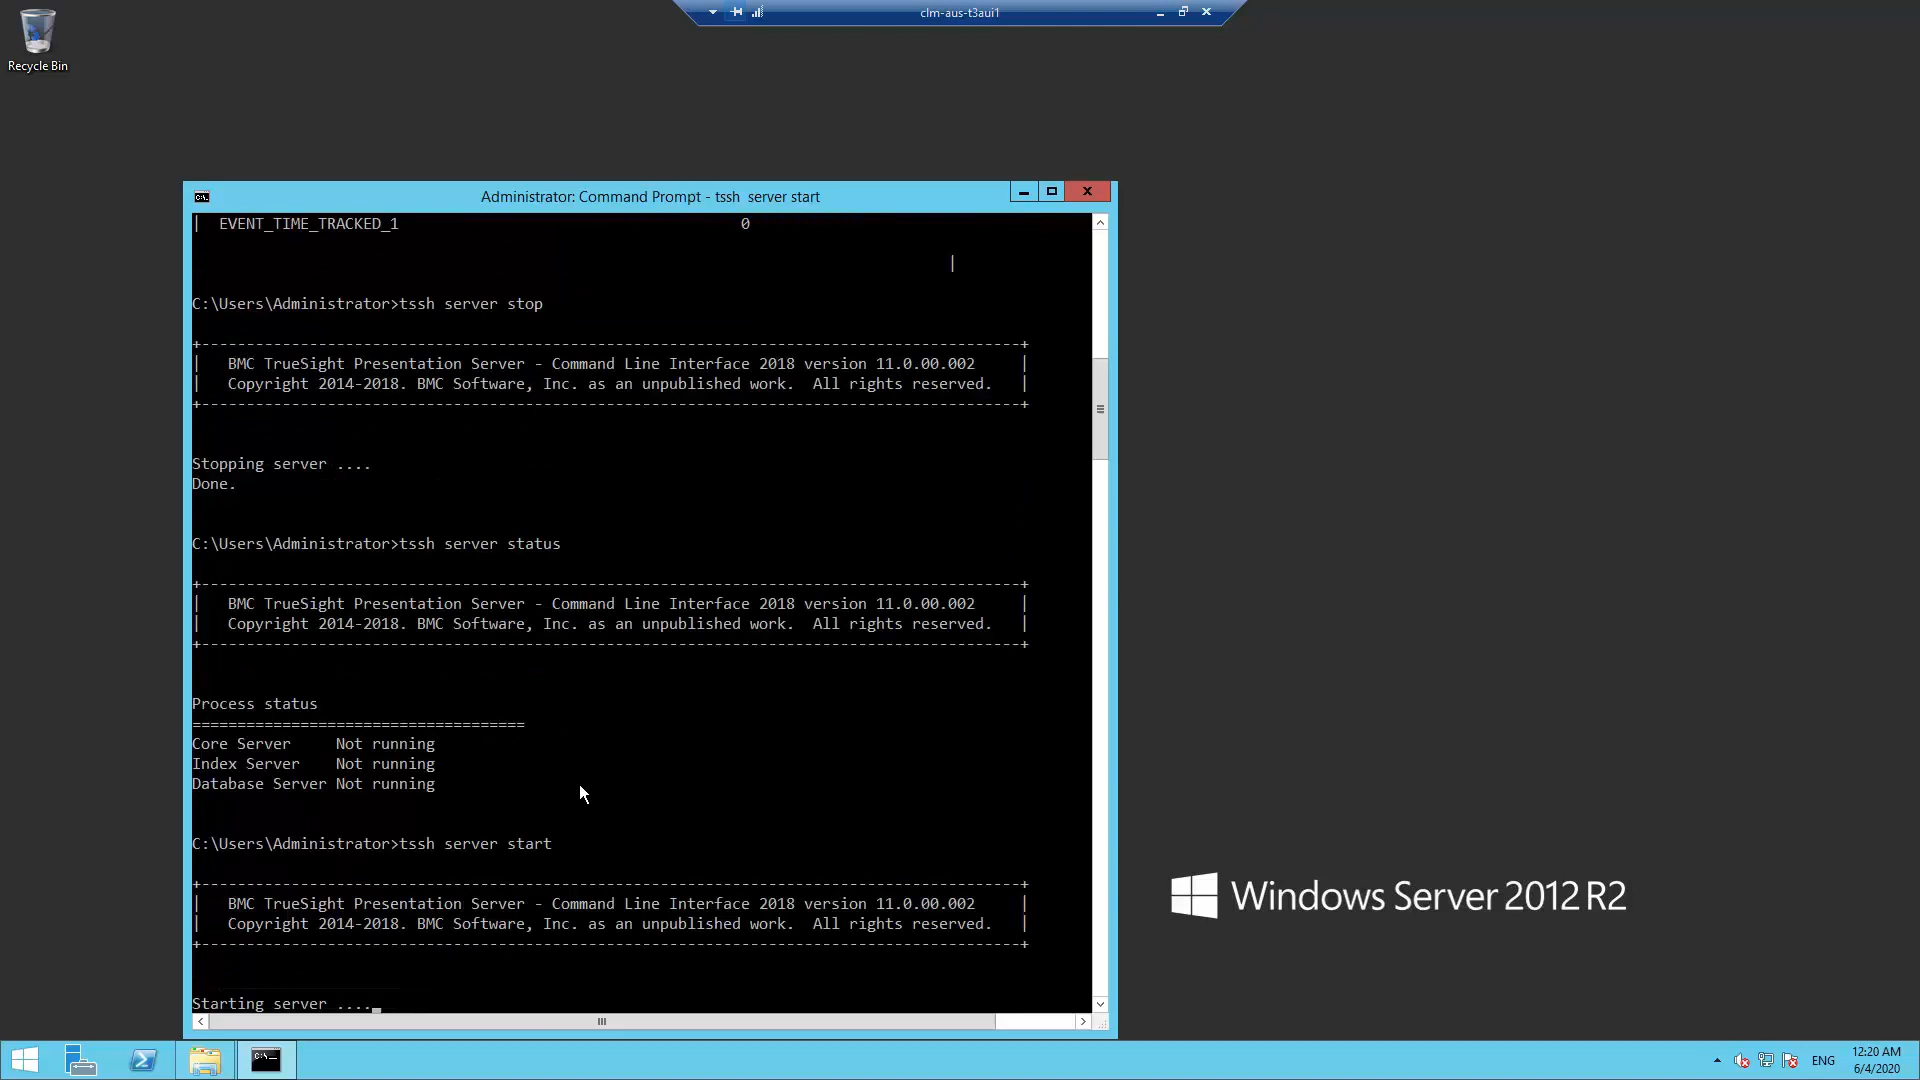 clm-aus-t3aui1
Recycle Bin
Administrator: Command Prompt - tssh  server start
|  EVENT_TIME_TRACKED_1                                      0
|
C:\Users\Administrator>tssh server stop
+-------------------------------------------------------------------------------------------+
|   BMC TrueSight Presentation Server - Command Line Interface 2018 version 11.0.00.002     |
|   Copyright 2014-2018. BMC Software, Inc. as an unpublished work.  All rights reserved.   |
+-------------------------------------------------------------------------------------------+
Stopping server ....
Done.
C:\Users\Administrator>tssh server status
+-------------------------------------------------------------------------------------------+
|   BMC TrueSight Presentation Server - Command Line Interface 2018 version 11.0.00.002     |
|   Copyright 2014-2018. BMC Software, Inc. as an unpublished work.  All rights reserved.   |
+-------------------------------------------------------------------------------------------+
Process status
=====================================
Core Server     Not running
Index Server    Not running
Database Server Not running
C:\Users\Administrator>tssh server start
+-------------------------------------------------------------------------------------------+
|   BMC TrueSight Presentation Server - Command Line Interface 2018 version 11.0.00.002     |
|   Copyright 2014-2018. BMC Software, Inc. as an unpublished work.  All rights reserved.   |
+-------------------------------------------------------------------------------------------+
Starting server ....
Windows Server 2012 R2
ENG
12:20 AM
6/4/2020